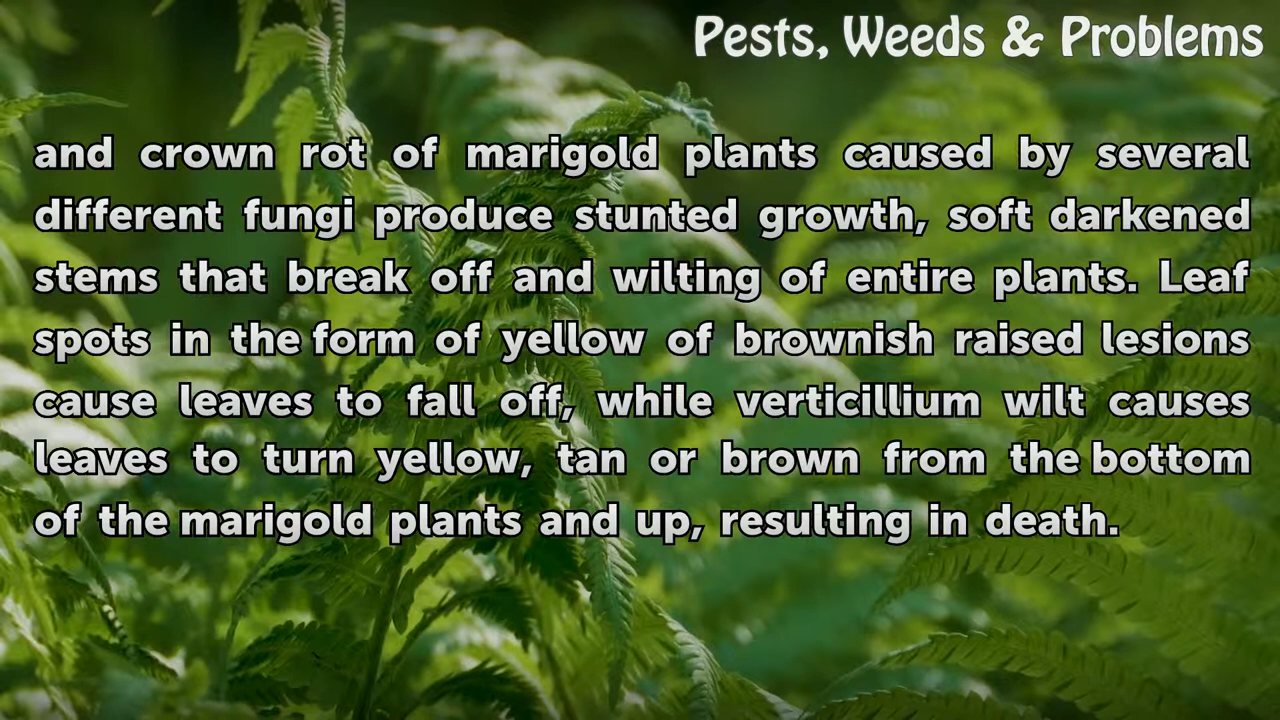 Pests, Weeds & Problems
and crown rot of marigold plants caused by several
different fungi produce stunted growth, soft darkened
stems that break off and wilting of entire plants. Leaf
spots in the form of yellow of brownish raised lesions
cause leaves to fall off, while verticillium wilt causes
leaves to turn yellow, tan or brown from the bottom
of the marigold plants and up, resulting in death.